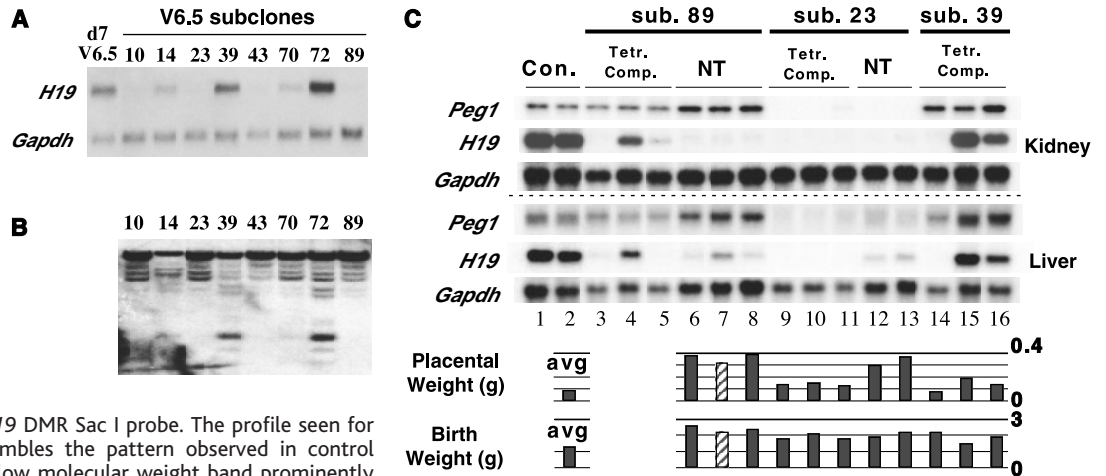 A
V6.5 subclones
d7
V6.5 10 14 23 39 43 70 72 89
H19
Gapdh
B
10 14 23 39 43 70 72 89
19 DMR Sac I probe. The profile seen for
mbles the pattern observed in control
low molecular weight band prominently
C
sub. 89 sub. 23 sub. 39
Con. Tetr. Comp. NT Tetr. Comp. NT Tetr. Comp.
Peg1
H19
Kidney
Gapdh
Peg1
H19
Liver
Gapdh
1 2 3 4 5 6 7 8 9 10 11 12 13 14 15 16
Placental Weight (g)
avg
0.4
0
Birth Weight (g)
avg
3
0